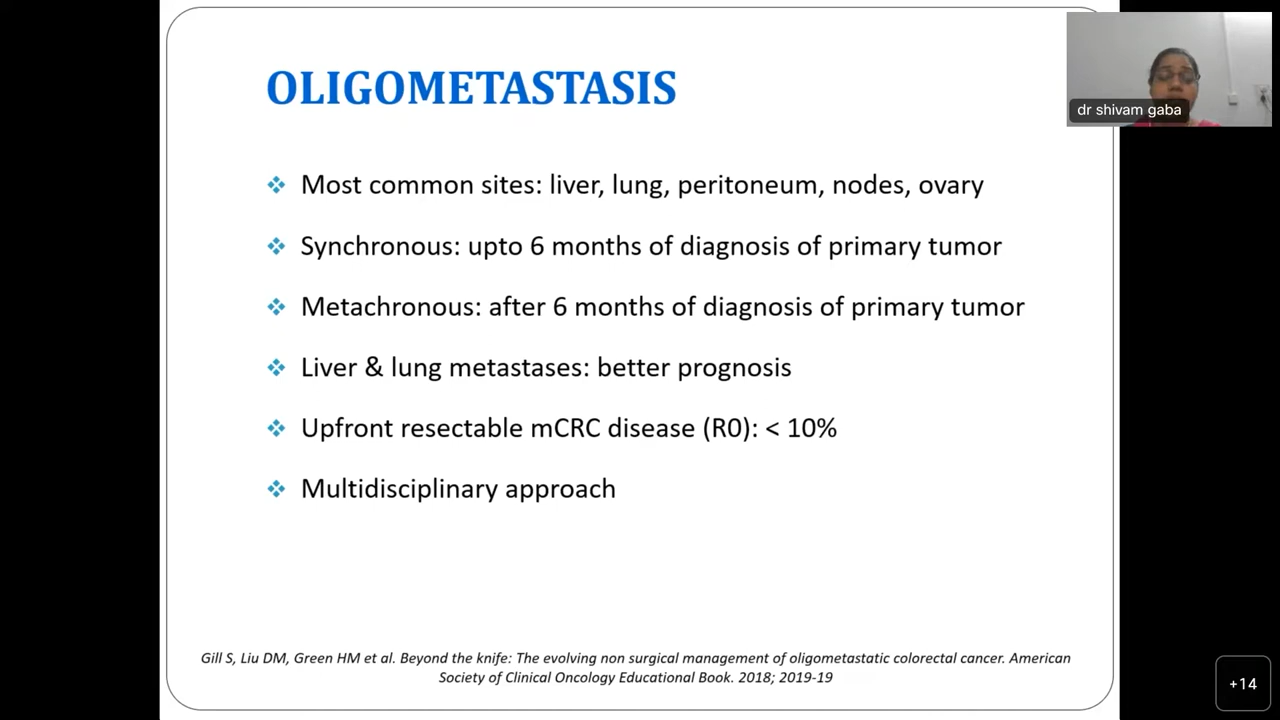 OLIGOMETASTASIS
dr shivam gaba
Most common sites: liver, lung, peritoneum, nodes, ovary
Synchronous: upto 6 months of diagnosis of primary tumor
Metachronous: after 6 months of diagnosis of primary tumor
Liver & lung metastases: better prognosis
Upfront resectable mCRC disease (R0): < 10%
Multidisciplinary approach
Gill S, Liu DM, Green HM et al. Beyond the knife: The evolving non surgical management of oligometastatic colorectal cancer. American
Society of Clinical Oncology Educational Book. 2018; 2019-19
+14